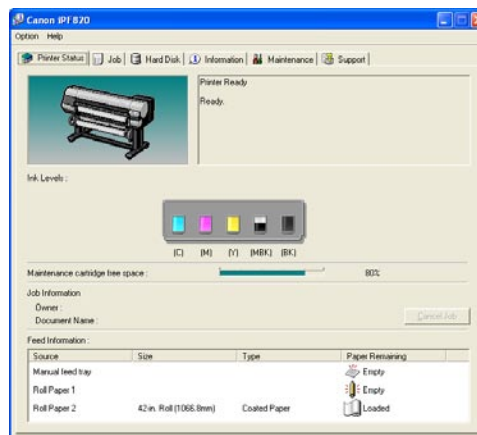 Canon iPF820
Option Help
Printer Status Job Hard Disk Information Maintenance Support
Printer Ready
Ready.
Ink Levels :
(C) (M) (Y) (MBK) (BK)
Maintenance cartridge free space : 80%
Job Information
Owner :
Document Name : Cancel Job
Feed Information :
Source Size Type Paper Remaining
Manual feed tray Empty
Roll Paper 1 Empty
Roll Paper 2 42-in. Roll (1066.8mm) Coated Paper Loaded